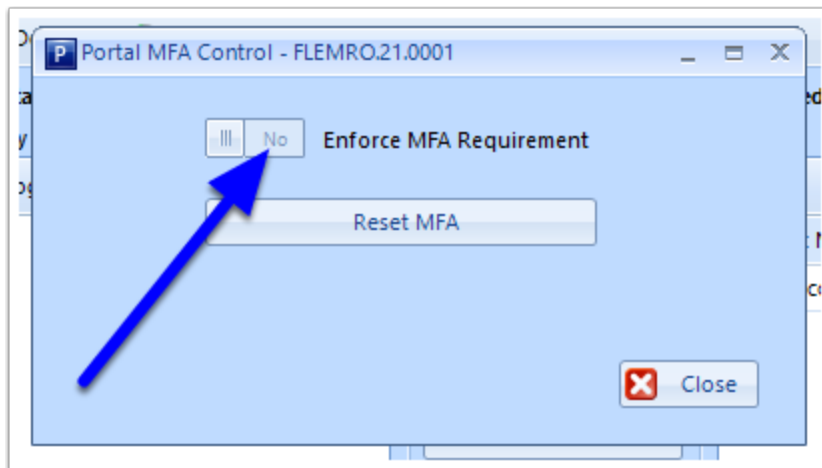 Portal MFA Control - FLEMRO.21.0001
No Enforce MFA Requirement
Reset MFA
Close